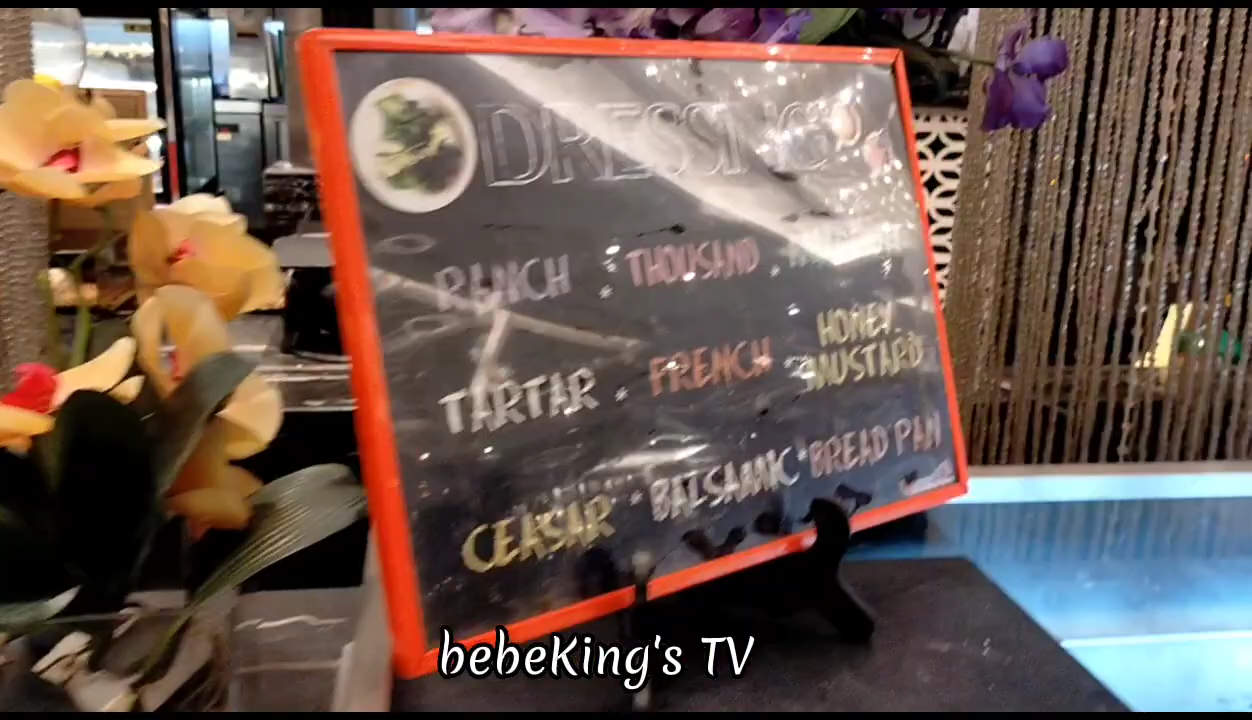 DRESSING
RANCH * THOUSAND *
TARTAR * FRENCH * HONEY
MUSTARD
CEASAR * BALSAMIC * BREAD PAN
bebeKing's TV